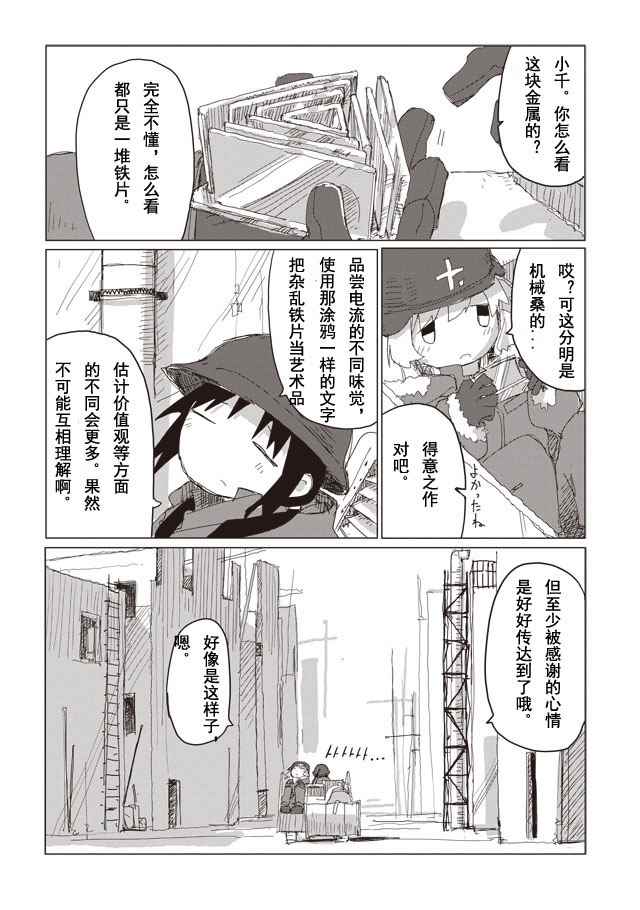 小千。你怎么看
这块金属的？
完全不懂，怎么看
都只是一堆铁片。
哎？可这分明是
机械桑的...
得意之作
对吧。
よかったね
品尝电流的不同味觉，
使用那涂鸦一样的文字
把杂乱铁片当艺术品
估计价值观等方面
的不同会更多。果然
不可能互相理解啊。
但至少被感谢的心情
是好好传达到了哦。
好像是这样子，
嗯。